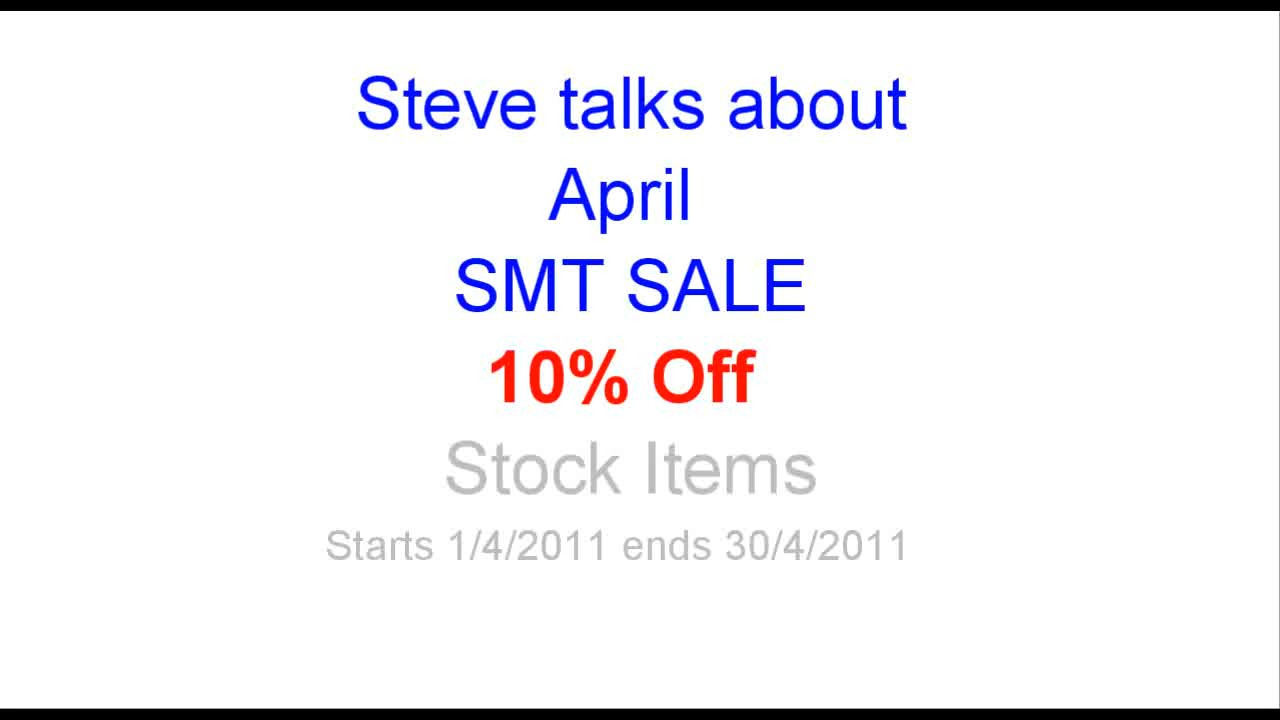 Steve talks about
April
SMT SALE
10% Off
Stock Items
Starts 1/4/2011 ends 30/4/2011